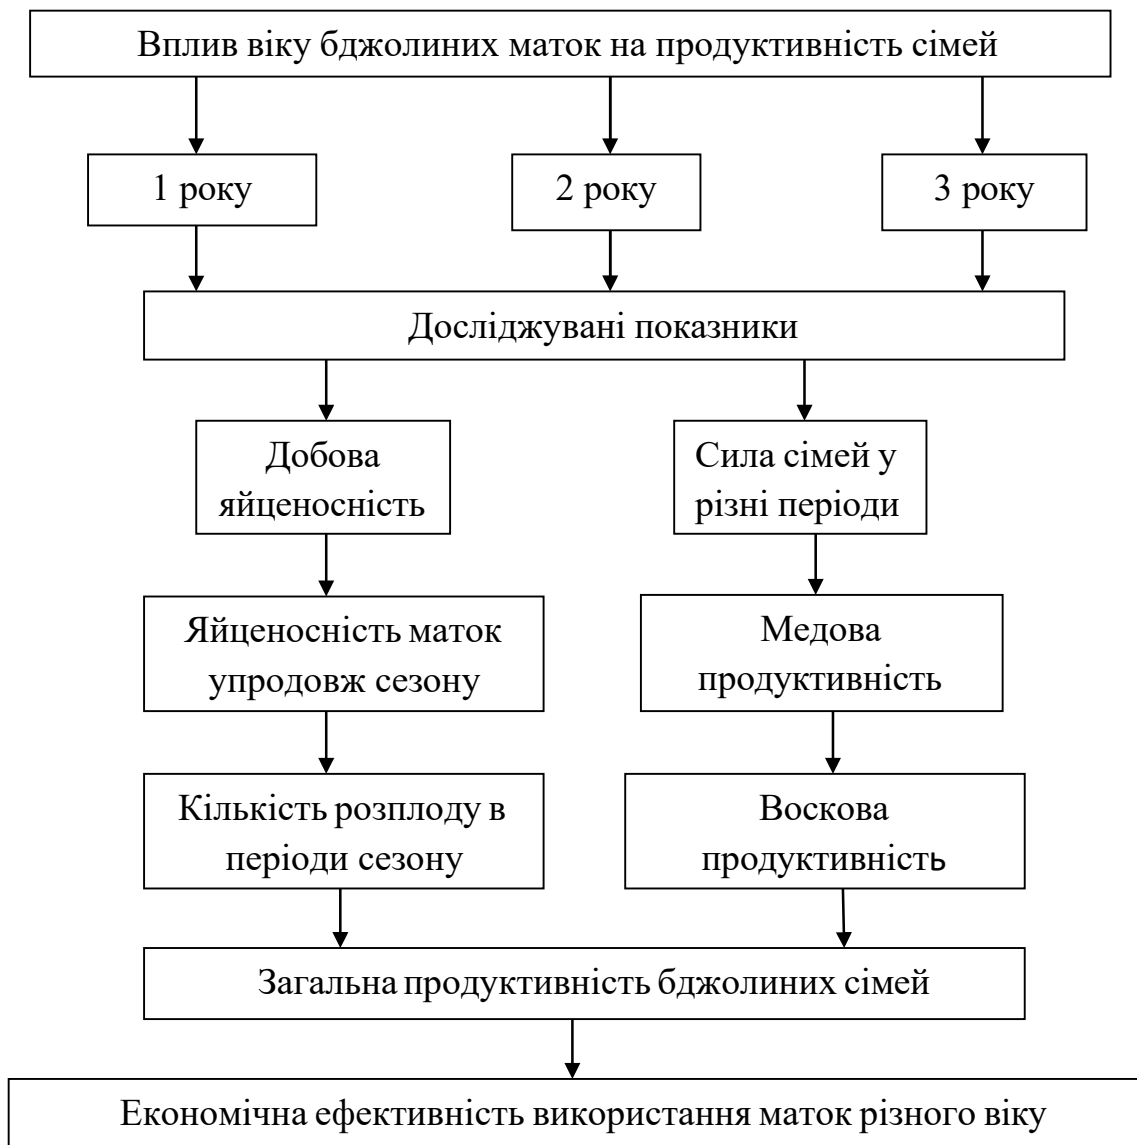 Вплив віку бджолиних маток на продуктивність сімей
1 року
2 року
3 року
Досліджувані показники
Добова
яйценосність
Сила сімей у
різні періоди
Яйценосність маток
упродовж сезону
Медова
продуктивність
Кількість розплоду в
періоди сезону
Воскова
продуктивність
Загальна продуктивність бджолиних сімей
Економічна ефективність використання маток різного віку